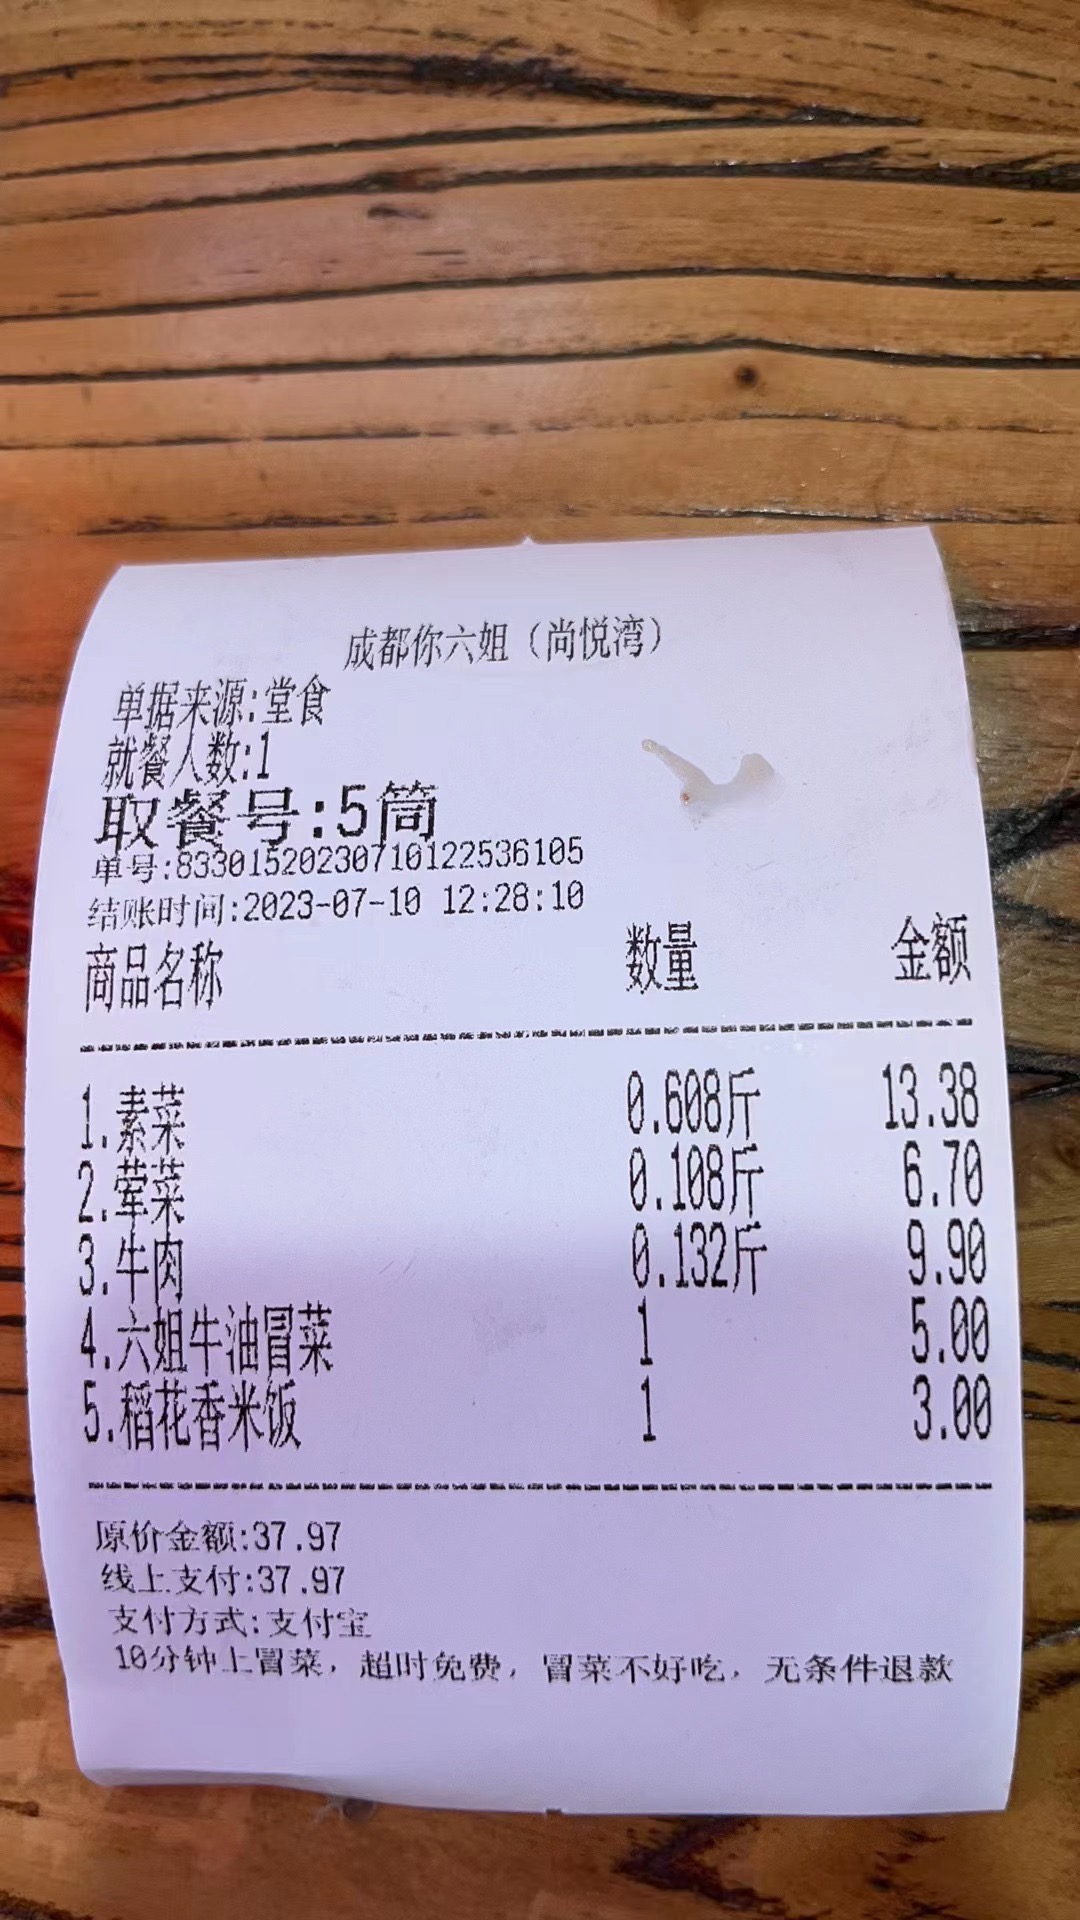 成都你六姐（尚悦湾）
单据来源:堂食
就餐人数:1
取餐号:5筒
单号:83301520230710122536105
结账时间:2023-07-10 12:28:10
商品名称 数量 金额
1.素菜 0.608斤 13.38
2.荤菜 0.108斤 6.70
3.牛肉 0.132斤 9.90
4.六姐牛油冒菜 1 5.00
5.稻花香米饭 1 3.00
原价金额:37.97
线上支付:37.97
支付方式:支付宝
10分钟上冒菜，超时免费，冒菜不好吃，无条件退款